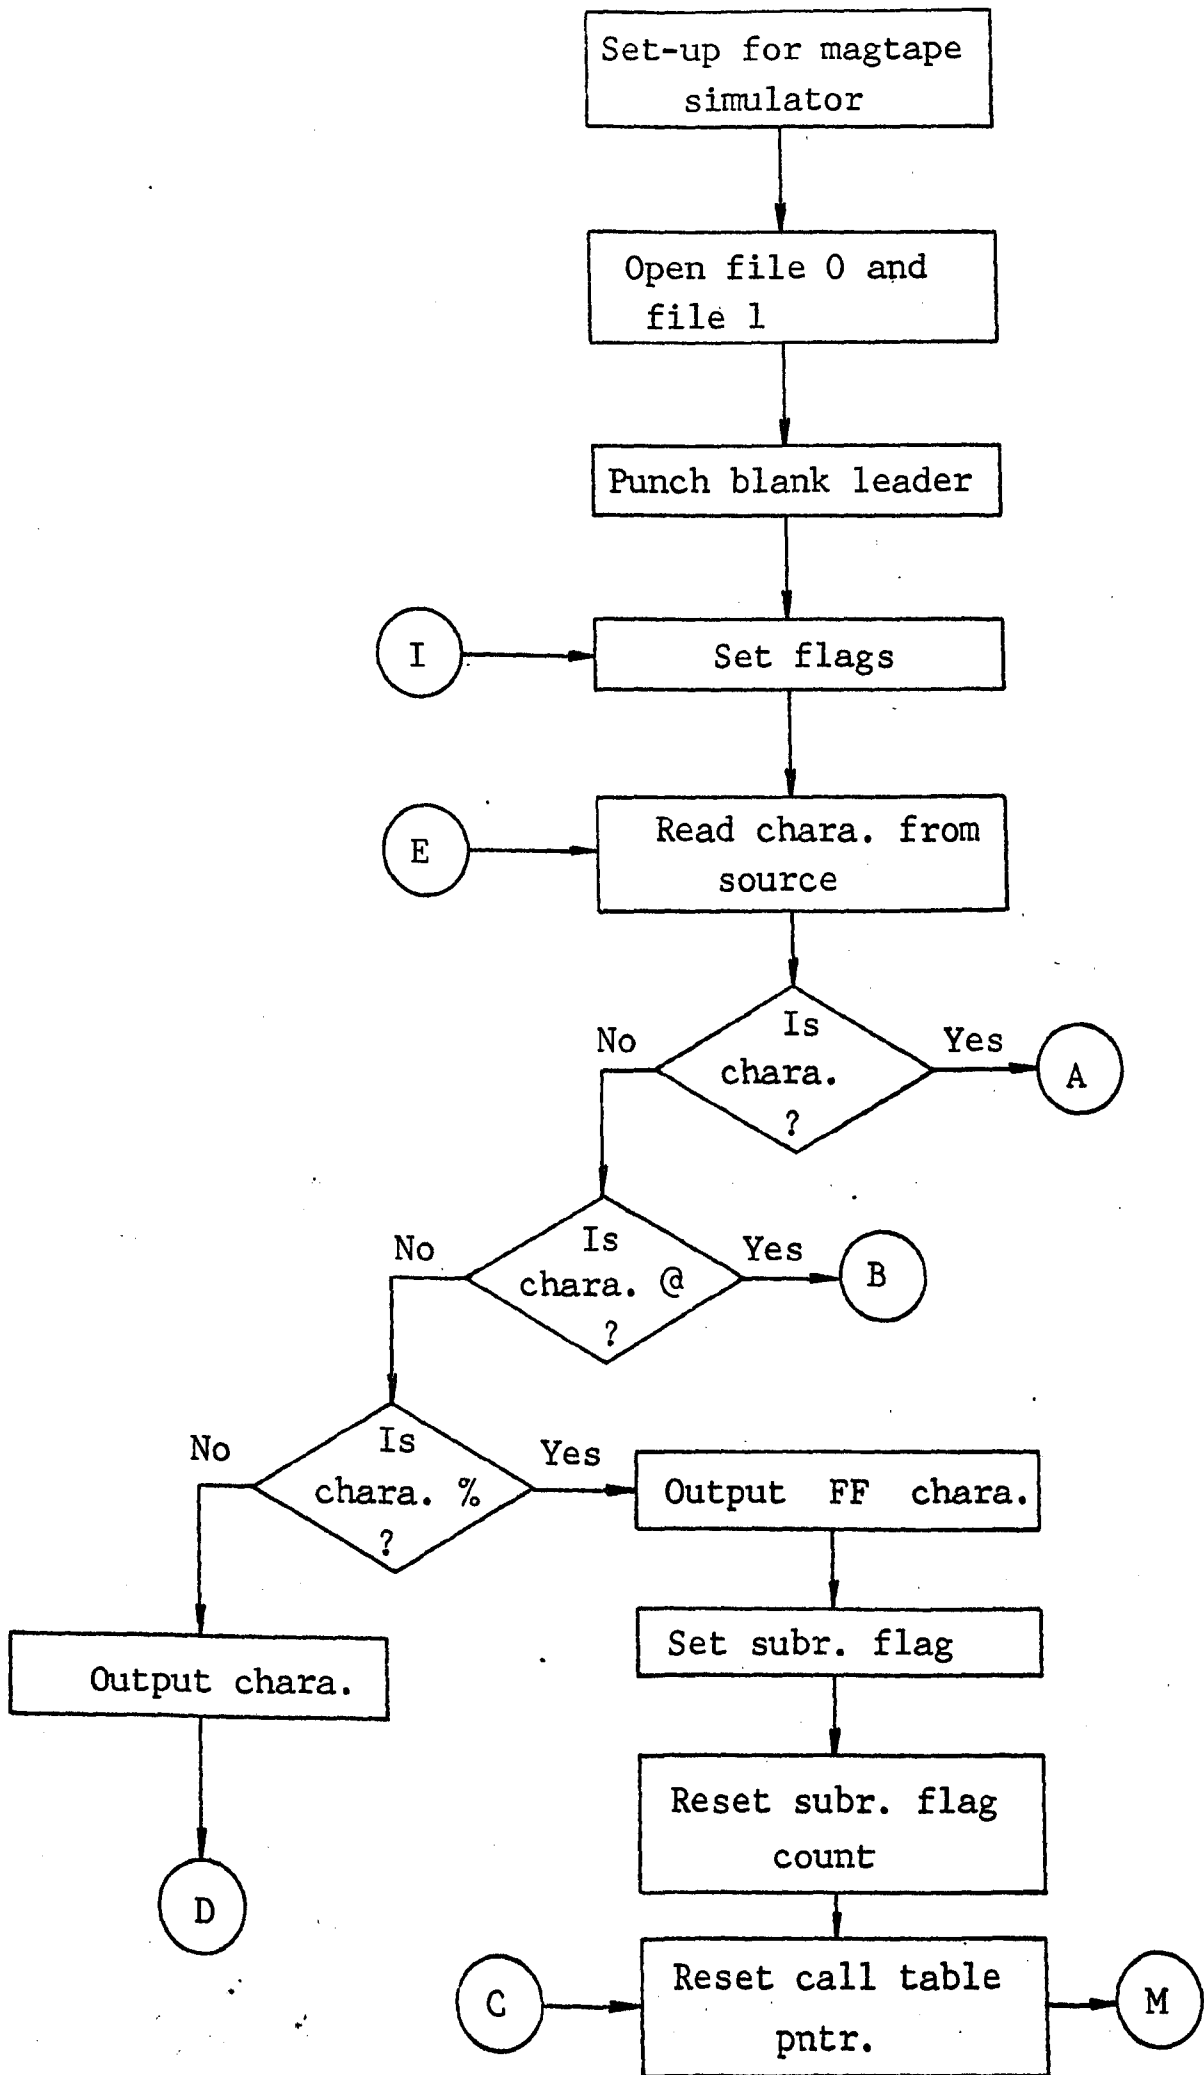 Set-up for magtape
simulator
Open file 0 and
file 1
Punch blank leader
I
Set flags
E
Read chara. from
source
Is
chara.
?
No
Yes
A
Is
chara. @
?
No
Yes
B
Is
chara. %
?
No
Yes
Output FF chara.
Set subr. flag
Output chara.
Reset subr. flag
count
D
C
Reset call table
pntr.
M